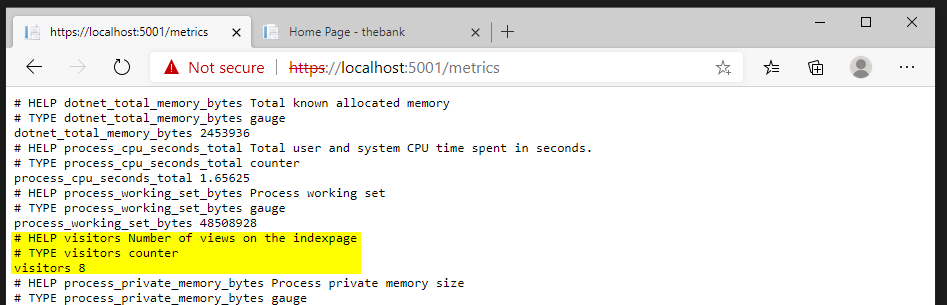 https://localhost:5001/metrics
Home Page - thebank
Not secure
https://localhost:5001/metrics
# HELP dotnet_total_memory_bytes Total known allocated memory
# TYPE dotnet_total_memory_bytes gauge
dotnet_total_memory_bytes 2453936
# HELP process_cpu_seconds_total Total user and system CPU time spent in seconds.
# TYPE process_cpu_seconds_total counter
process_cpu_seconds_total 1.65625
# HELP process_working_set_bytes Process working set
# TYPE process_working_set_bytes gauge
process_working_set_bytes 48508928
# HELP visitors Number of views on the indexpage
# TYPE visitors counter
visitors 8
# HELP process_private_memory_bytes Process private memory size
# TYPE process_private_memory_bytes gauge